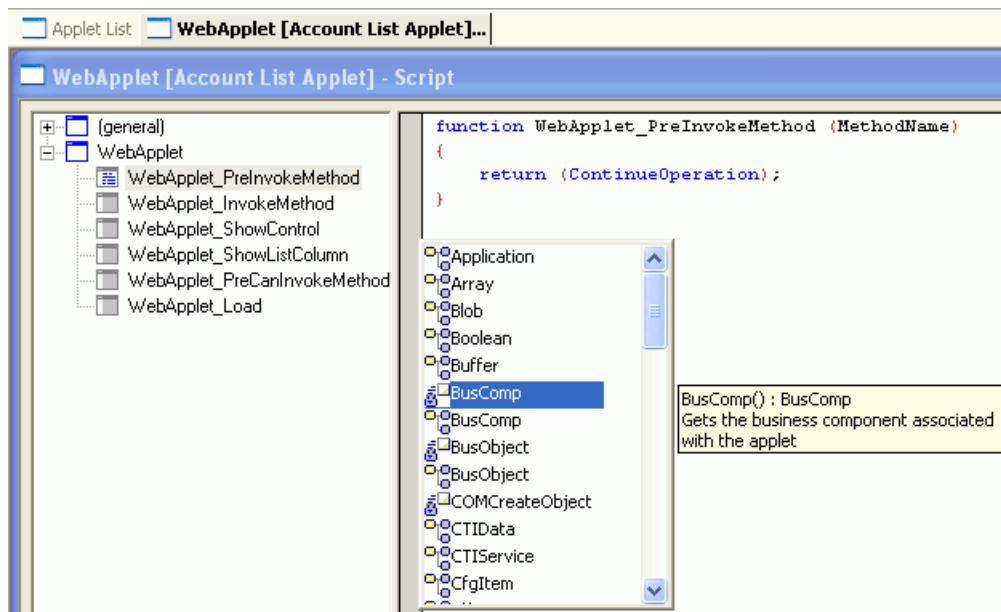 Applet List WebApplet [Account List Applet]...
WebApplet [Account List Applet] - Script
(general)
WebApplet
WebApplet_PreInvokeMethod
WebApplet_InvokeMethod
WebApplet_ShowControl
WebApplet_ShowListColumn
WebApplet_PreCanInvokeMethod
WebApplet_Load
function WebApplet_PreInvokeMethod (MethodName)
{
return (ContinueOperation);
}
Application
Array
Blob
Boolean
Buffer
BusComp
BusComp
BusObject
BusObject
COMCreateObject
CTIData
CTIService
CfgItem
BusComp() : BusComp
Gets the business component associated
with the applet